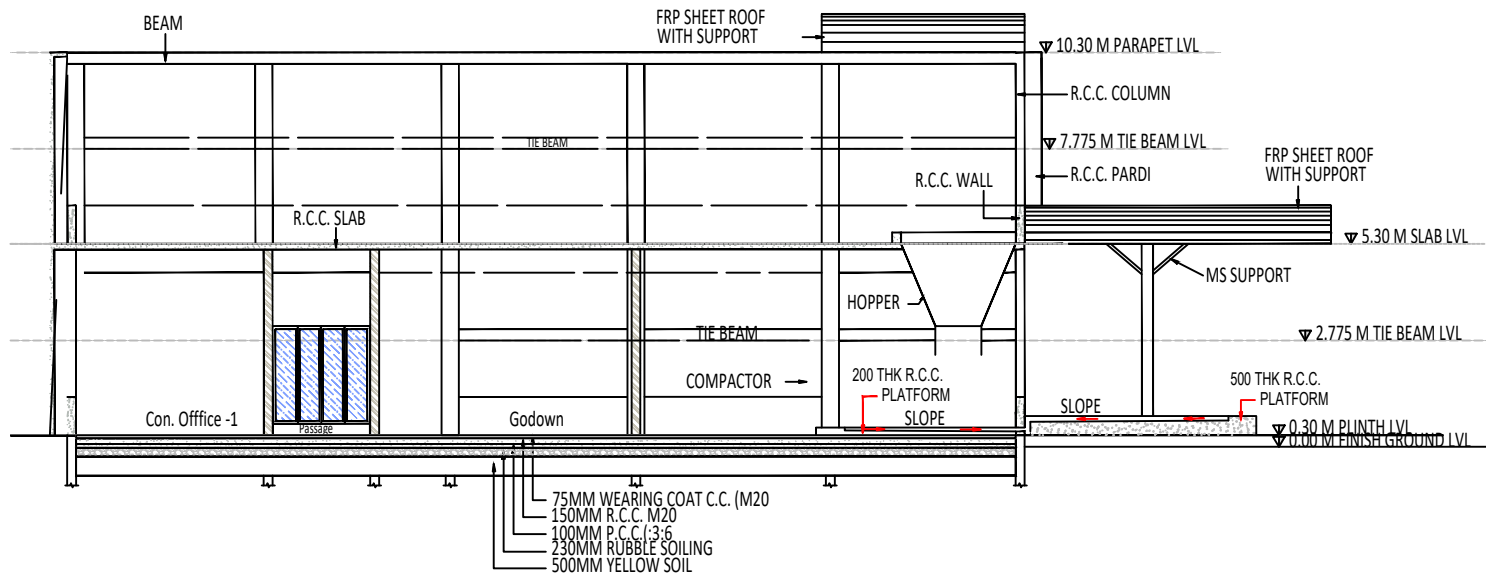 BEAM
FRP SHEET ROOF
WITH SUPPORT
10.30 M PARAPET LVL
R.C.C. COLUMN
TIE BEAM
7.775 M TIE BEAM LVL
FRP SHEET ROOF
WITH SUPPORT
R.C.C. WALL
R.C.C. PARDI
R.C.C. SLAB
5.30 M SLAB LVL
MS SUPPORT
HOPPER
TIE BEAM
2.775 M TIE BEAM LVL
COMPACTOR
200 THK R.C.C.
PLATFORM
500 THK R.C.C.
PLATFORM
Con. Offfice -1
Passage
Godown
SLOPE
SLOPE
0.30 M PLINTH LVL
0.00 M FINISH GROUND LVL
75MM WEARING COAT C.C. (M20
150MM R.C.C. M20
100MM P.C.C.(:3:6
230MM RUBBLE SOILING
500MM YELLOW SOIL